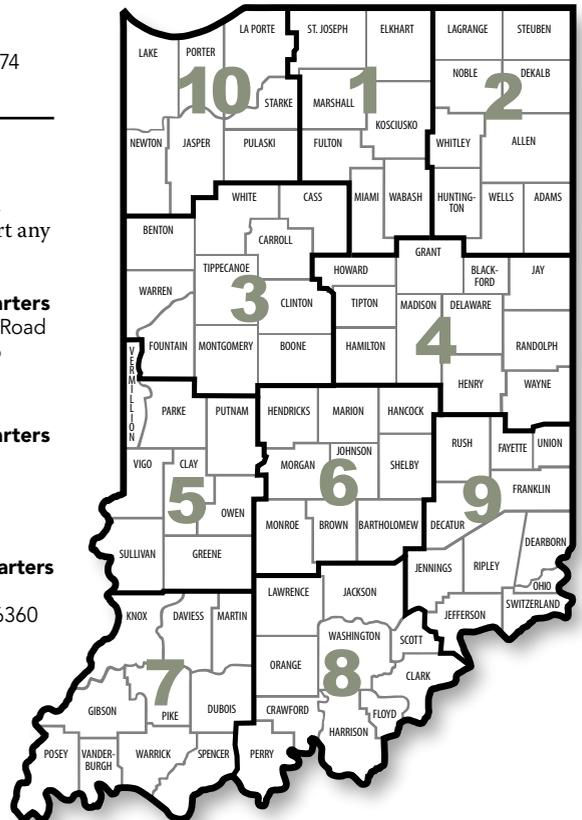 74
rt any
arters
Road
arters
arters
6360
LAKE
PORTER
LA PORTE
ST. JOSEPH
ELKHART
LAGRANGE
STEUBEN
10
1
2
NOBLE
DEKALB
STARKE
MARSHALL
KOSCIUSKO
NEWTON
JASPER
PULASKI
FULTON
WHITLEY
ALLEN
WHITE
CASS
MIAMI
WABASH
HUNTING-
TON
WELLS
ADAMS
BENTON
CARROLL
GRANT
TIPPECANOE
HOWARD
BLACK-
FORD
JAY
WARREN
3
CLINTON
TIPTON
MADISON
DELAWARE
4
FOUNTAIN
MONTGOMERY
BOONE
HAMILTON
RANDOLPH
VERMILLION
HENRY
WAYNE
PARKE
PUTNAM
HENDRICKS
MARION
HANCOCK
RUSH
FAYETTE
UNION
VIGO
CLAY
MORGAN
JOHNSON
SHELBY
5
6
9
FRANKLIN
OWEN
MONROE
BROWN
BARTHOLOMEW
DECATUR
DEARBORN
SULLIVAN
GREENE
JENNINGS
RIPLEY
OHIO
SWITZERLAND
LAWRENCE
JACKSON
JEFFERSON
KNOX
DAVIESS
MARTIN
WASHINGTON
SCOTT
ORANGE
8
CLARK
7
GIBSON
PIKE
DUBOIS
CRAWFORD
FLOYD
HARRISON
POSEY
VANDER-
BURGH
WARRICK
SPENCER
PERRY